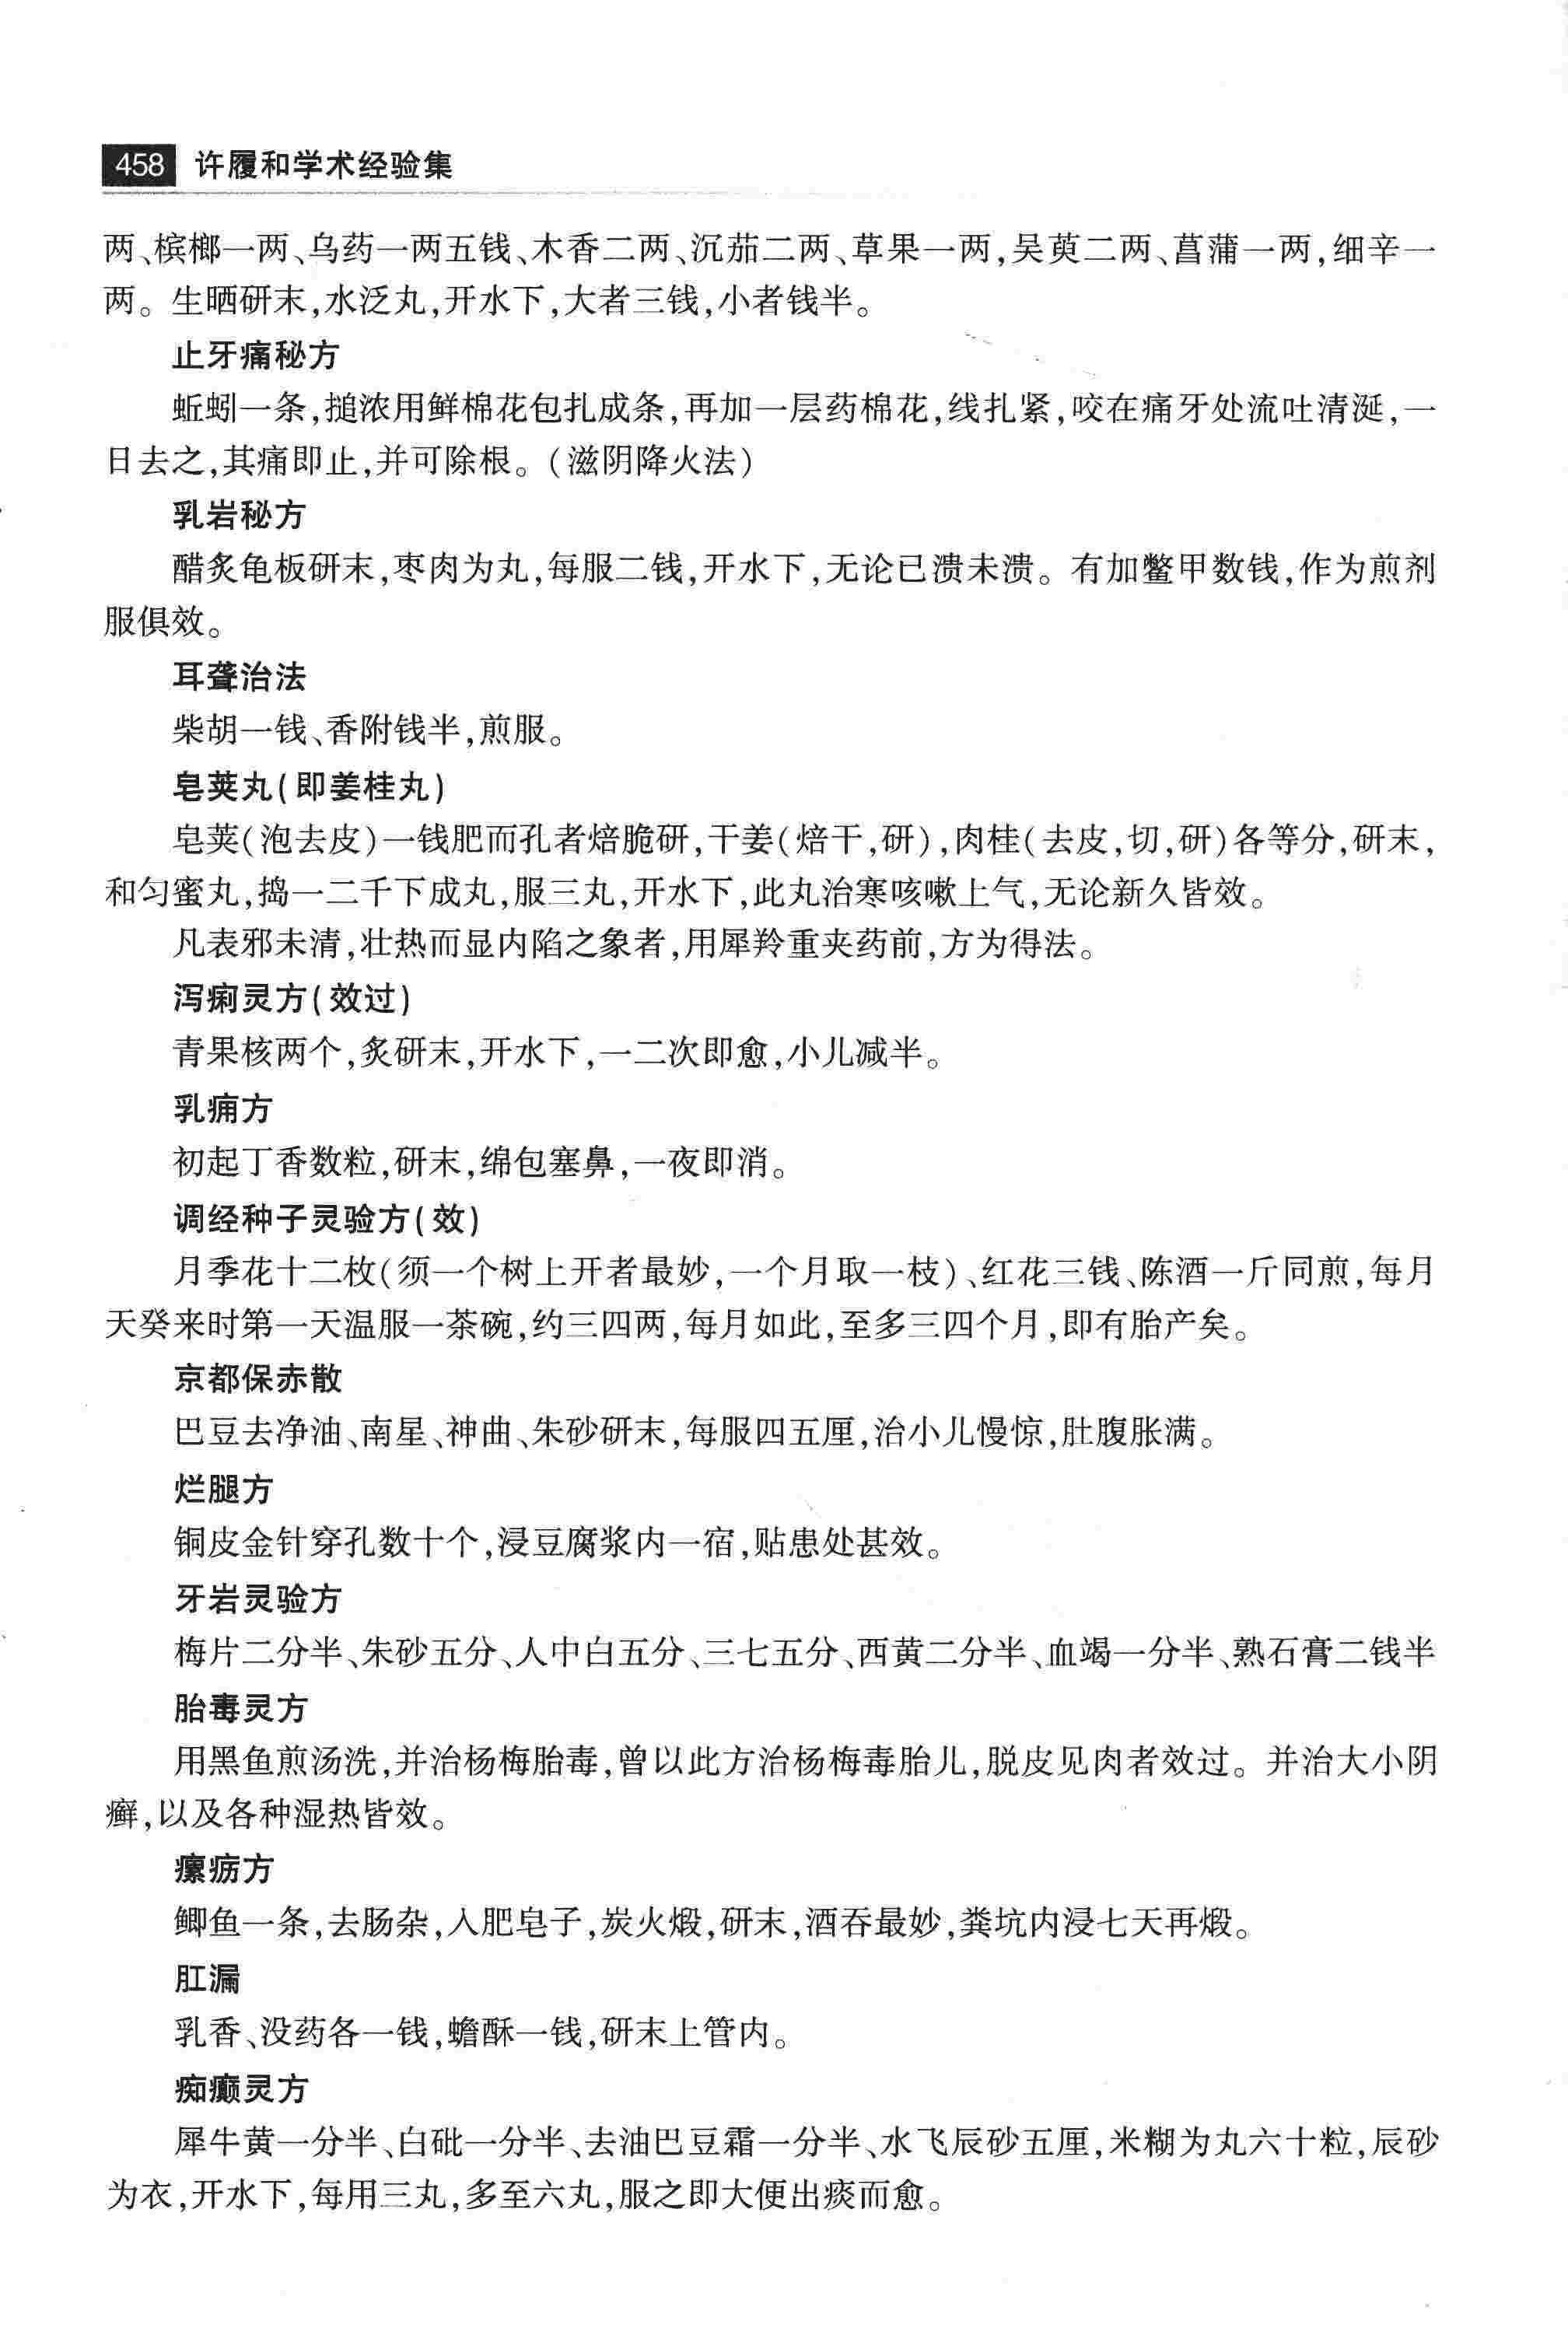 458 许履和学术经验集
两、槟榔一两、乌药一两五钱、木香二两、沉茄二两、草果一两,吴萸二两、菖蒲一两,细辛一
两。生晒研末,水泛丸,开水下,大者三钱,小者钱半。
止牙痛秘方
蚯蚓一条,搥浓用鲜棉花包扎成条,再加一层药棉花,线扎紧,咬在痛牙处流吐清涎,一
日去之,其痛即止,并可除根。(滋阴降火法)
乳岩秘方
醋炙龟板研末,枣肉为丸,每服二钱,开水下,无论已溃未溃。有加鳖甲数钱,作为煎剂
服俱效。
耳聋治法
柴胡一钱、香附钱半,煎服。
皂荚丸(即姜桂丸)
皂荚(泡去皮)一钱肥而孔者焙脆研,干姜(焙干,研),肉桂(去皮,切,研)各等分,研末,
和匀蜜丸,捣一二千下成丸,服三丸,开水下,此丸治寒咳嗽上气,无论新久皆效。
凡表邪未清,壮热而显内陷之象者,用犀羚重夹药前,方为得法。
泻痢灵方(效过)
青果核两个,炙研末,开水下,一二次即愈,小儿减半。
乳痈方
初起丁香数粒,研末,绵包塞鼻,一夜即消。
调经种子灵验方(效)
月季花十二枚(须一个树上开者最妙,一个月取一枝)、红花三钱、陈酒一斤同煎,每月
天癸来时第一天温服一茶碗,约三四两,每月如此,至多三四个月,即有胎产矣。
京都保赤散
巴豆去净油、南星、神曲、朱砂研末,每服四五厘,治小儿慢惊,肚腹胀满。
烂腿方
铜皮金针穿孔数十个,浸豆腐浆内一宿,贴患处甚效。
牙岩灵验方
梅片二分半、朱砂五分、人中白五分、三七五分、西黄二分半、血竭一分半、熟石膏二钱半
胎毒灵方
用黑鱼煎汤洗,并治杨梅胎毒,曾以此方治杨梅毒胎儿,脱皮见肉者效过。并治大小阴
癣,以及各种湿热皆效。
瘰疬方
鲫鱼一条,去肠杂,入肥皂子,炭火煅,研末,酒吞最妙,粪坑内浸七天再煅。
肛漏
乳香、没药各一钱,蟾酥一钱,研末上管内。
痴癫灵方
犀牛黄一分半、白砒一分半、去油巴豆霜一分半、水飞辰砂五厘,米糊为丸六十粒,辰砂
为衣,开水下,每用三丸,多至六丸,服之即大便出痰而愈。